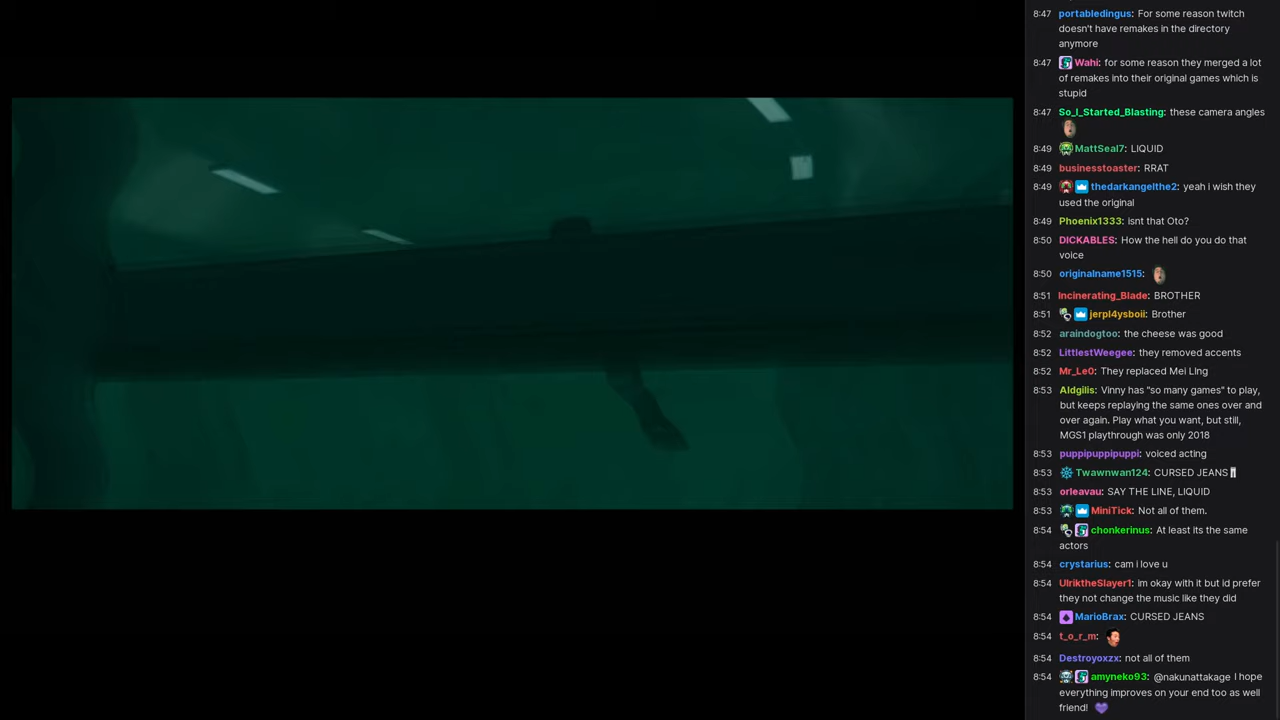 8:47 portabledingus: For some reason twitch
doesn't have remakes in the directory
anymore
8:47 Wahi: for some reason they merged a lot
of remakes into their original games which is
stupid
8:47 So_I_Started_Blasting: these camera angles
8:49 MattSeal7: LIQUID
8:49 businesstoaster: RRAT
8:49 thedarkangelthe2: yeah i wish they
used the original
8:49 Phoenix1333: isnt that Oto?
8:50 DICKABLES: How the hell do you do that
voice
8:50 originalname1515:
8:51 Incinerating_Blade: BROTHER
8:51 jerpl4ysboii: Brother
8:52 araindogtoo: the cheese was good
8:52 LittlestWeegee: they removed accents
8:52 Mr_Le0: They replaced Mei LIng
8:53 Aldgilis: Vinny has "so many games" to play,
but keeps replaying the same ones over and
over again. Play what you want, but still,
MGS1 playthrough was only 2018
8:53 puppipuppipuppi: voiced acting
8:53 Twawnwan124: CURSED JEANS👖
8:53 orleavau: SAY THE LINE, LIQUID
8:53 MiniTick: Not all of them.
8:54 chonkerinus: At least its the same
actors
8:54 crystarius: cam i love u
8:54 UlriktheSlayer1: im okay with it but id prefer
they not change the music like they did
8:54 MarioBrax: CURSED JEANS
8:54 t_o_r_m:
8:54 Destroyoxzx: not all of them
8:54 amyneko93: @nakunattakage I hope
everything improves on your end too as well
friend! 💜